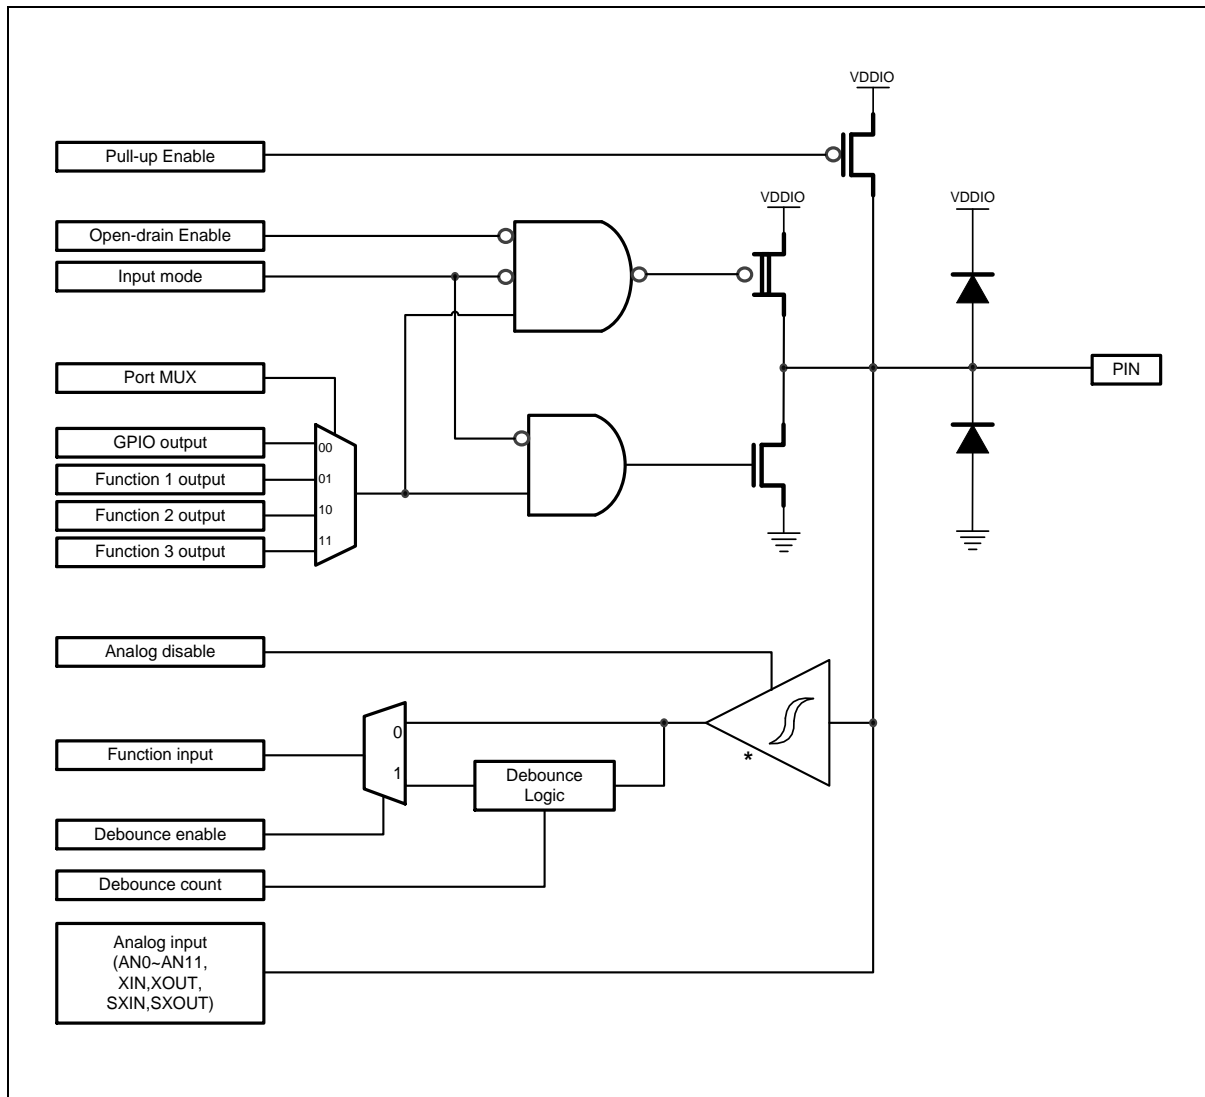 VDDIO
Pull-up Enable
VDDIO
VDDIO
Open-drain Enable
Input mode
Port MUX
PIN
GPIO output
00
Function 1 output
01
Function 2 output
10
Function 3 output
11
Analog disable
Function input
0
1
*
Debounce
Logic
Debounce enable
Debounce count
Analog input
(AN0~AN11,
XIN,XOUT,
SXIN,SXOUT)